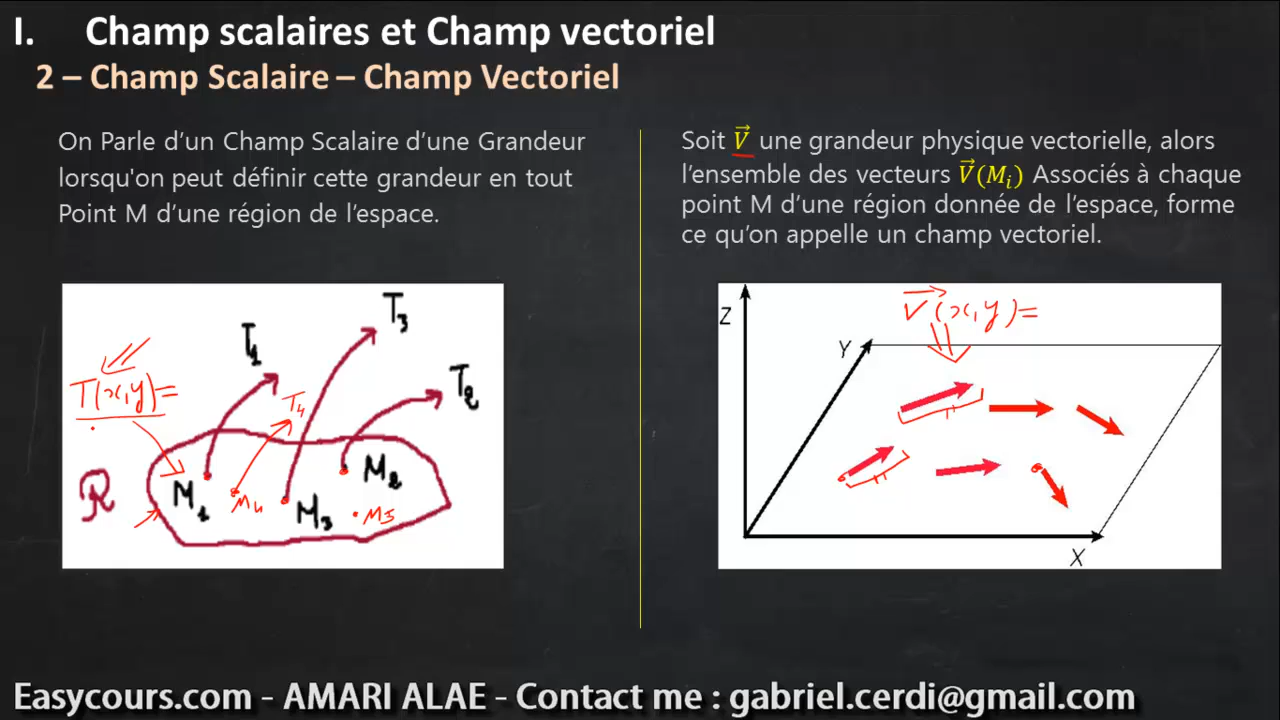 I. Champ scalaires et Champ vectoriel
2 – Champ Scalaire – Champ Vectoriel
On Parle d'un Champ Scalaire d'une Grandeur
lorsqu'on peut définir cette grandeur en tout
Point M d'une région de l'espace.
T₁
T₃
T₂
T(x,y)=
T₄
R
M₁
M₄
M₃
M₂
M₅
Soit V⃗ une grandeur physique vectorielle, alors
l'ensemble des vecteurs V⃗(Mᵢ) Associés à chaque
point M d'une région donnée de l'espace, forme
ce qu'on appelle un champ vectoriel.
V⃗(x,y)=
Z
Y
X
Easycours.com - AMARI ALAE - Contact me : gabriel.cerdi@gmail.com